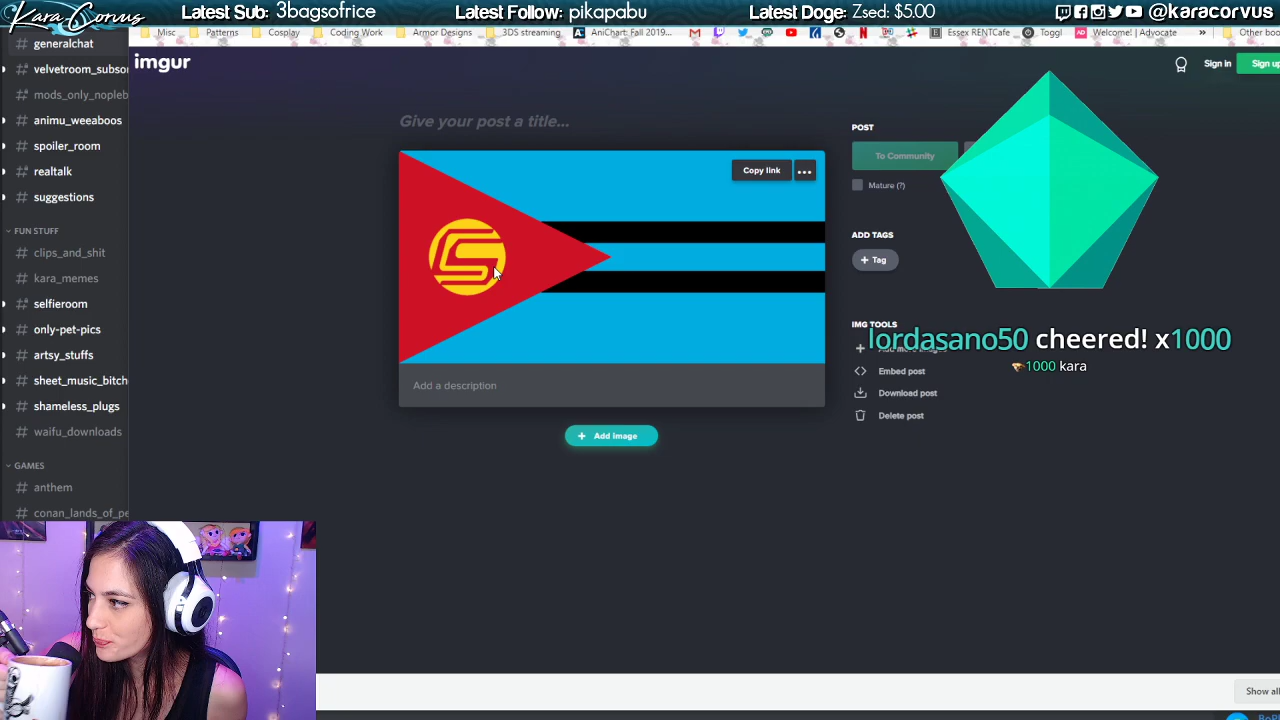 Kara Corvus
Latest Sub: 3bagsofrice
Latest Follow: pikapabu
Latest Doge: Zsed: $5.00
@karacorvus
Misc
Patterns
Cosplay
Coding Work
Armor Designs
3DS streaming
AniChart: Fall 2019...
Essex RENTCafe
Toggl
Welcome! | Advocate
»
Other boo
generalchat
velvetroom_subso
mods_only_nopleb
animu_weeaboos
spoiler_room
realtalk
suggestions
FUN STUFF
clips_and_shit
kara_memes
selfieroom
only-pet-pics
artsy_stuffs
sheet_music_bitch
shameless_plugs
waifu_downloads
GAMES
anthem
conan_lands_of_pe
imgur
Sign in
Sign up
Give your post a title...
Copy link
Add a description
+ Add image
POST
To Community
Mature (?)
ADD TAGS
+ Tag
IMG TOOLS
lordasano50 cheered! x1000
1000 kara
Embed post
Download post
Delete post
Show all